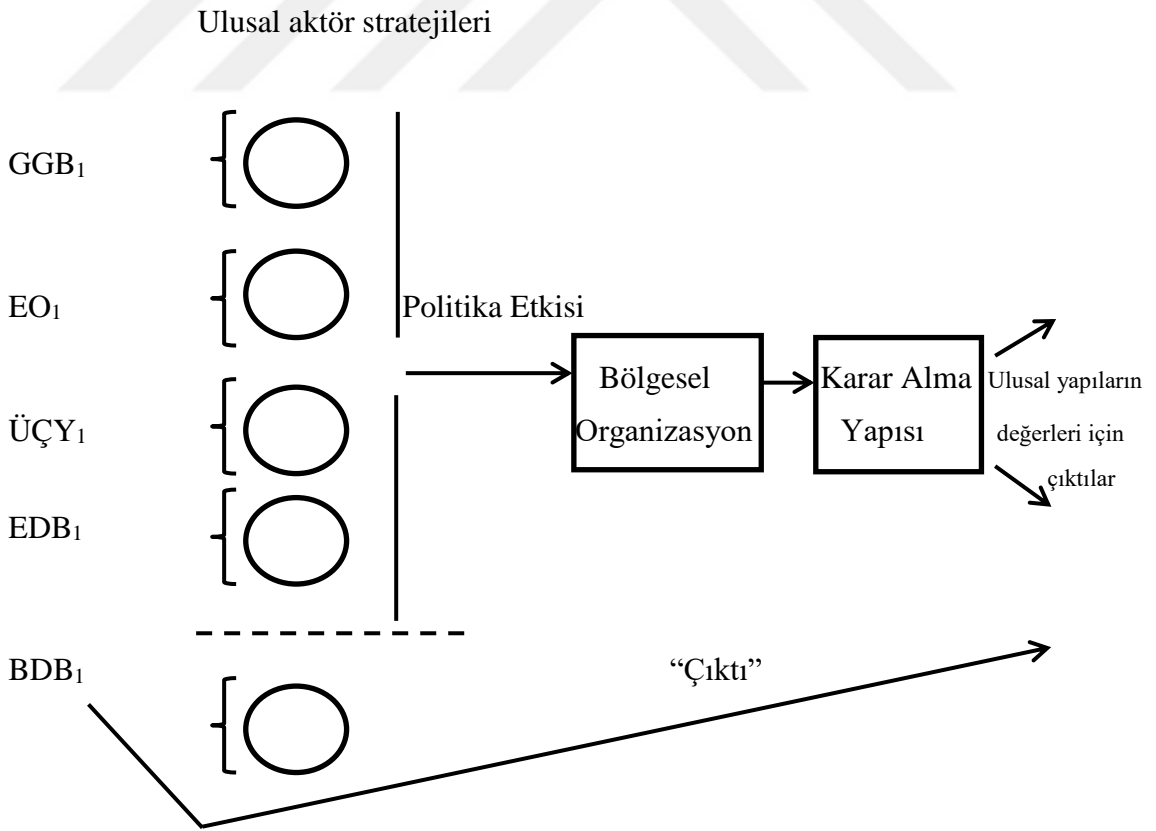 Ulusal aktör stratejileri
GGB₁
EO₁
Politika Etkisi
ÜÇY₁
Bölgesel
Organizasyon
Karar Alma
Yapısı
Ulusal yapıların
değerleri için
çıktılar
EDB₁
BDB₁
“Çıktı”